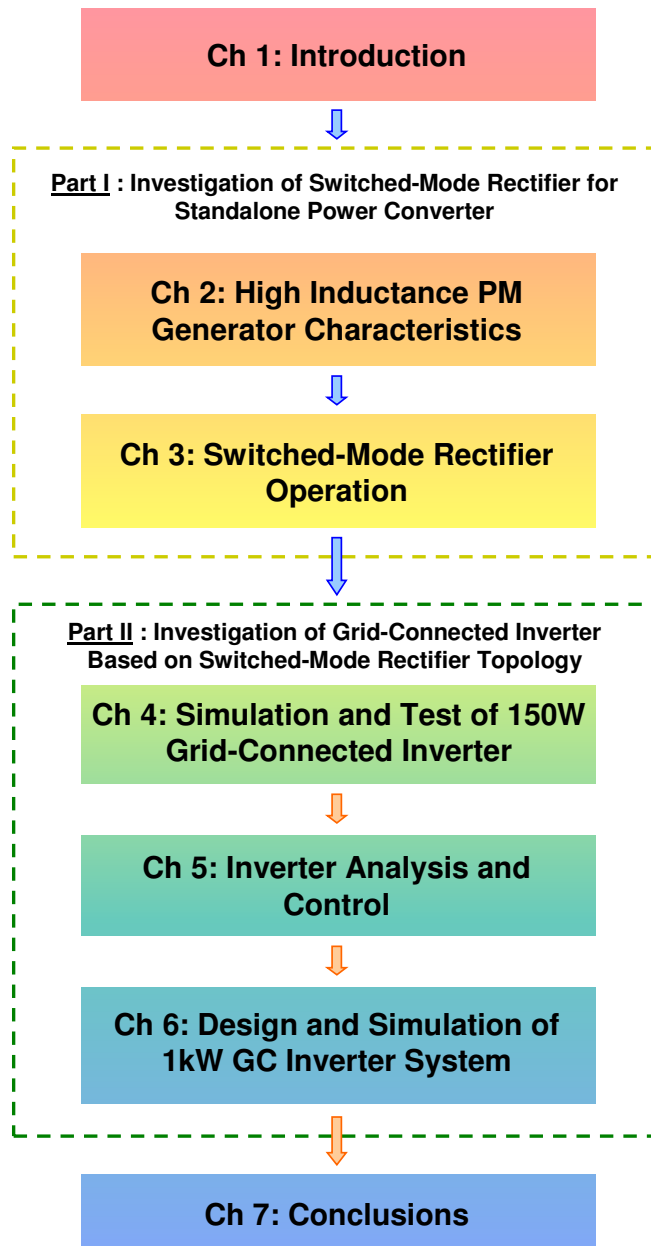 Ch 1: Introduction
Part I : Investigation of Switched-Mode Rectifier for
Standalone Power Converter
Ch 2: High Inductance PM
Generator Characteristics
Ch 3: Switched-Mode Rectifier
Operation
Part II : Investigation of Grid-Connected Inverter
Based on Switched-Mode Rectifier Topology
Ch 4: Simulation and Test of 150W
Grid-Connected Inverter
Ch 5: Inverter Analysis and
Control
Ch 6: Design and Simulation of
1kW GC Inverter System
Ch 7: Conclusions